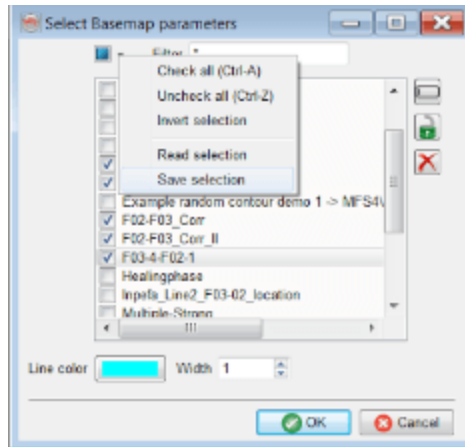 Select Basemap parameters
Filter *
Check all (Ctrl-A)
Uncheck all (Ctrl-Z)
Invert selection
Read selection
Save selection
Example random contour demo 1 -> MFS4\
F02-F03_Corr
F02-F03_Corr_II
F03-4-F02-1
Healingphase
Inpefa_Line2_F03-02_location
Multiple-Strong
Line color Width 1
OK Cancel